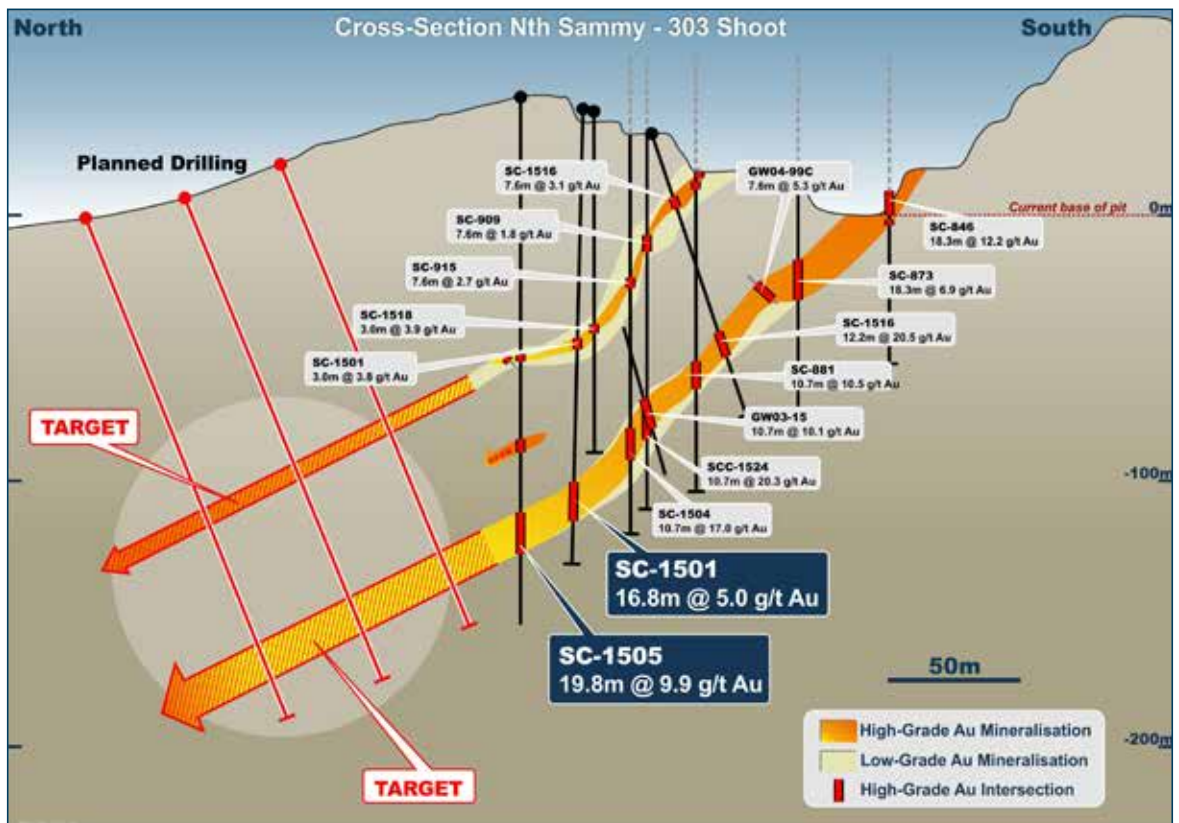 North
Cross-Section Nth Sammy - 303 Shoot
South
Planned Drilling
SC-1516
7.6m @ 3.1 g/t Au
GW04-99C
7.6m @ 5.3 g/t Au
Current base of pit
0m
SC-909
7.6m @ 1.8 g/t Au
SC-846
18.3m @ 12.2 g/t Au
SC-915
7.6m @ 2.7 g/t Au
SC-873
18.3m @ 6.9 g/t Au
SC-1518
3.0m @ 3.9 g/t Au
SC-1516
12.2m @ 20.5 g/t Au
SC-1501
3.0m @ 3.8 g/t Au
SC-881
10.7m @ 10.5 g/t Au
TARGET
GW03-15
10.7m @ 10.1 g/t Au
SCC-1524
10.7m @ 20.3 g/t Au
-100m
SC-1504
10.7m @ 17.0 g/t Au
SC-1501
16.8m @ 5.0 g/t Au
SC-1505
19.8m @ 9.9 g/t Au
50m
High-Grade Au Mineralisation
-200m
Low-Grade Au Mineralisation
TARGET
High-Grade Au Intersection